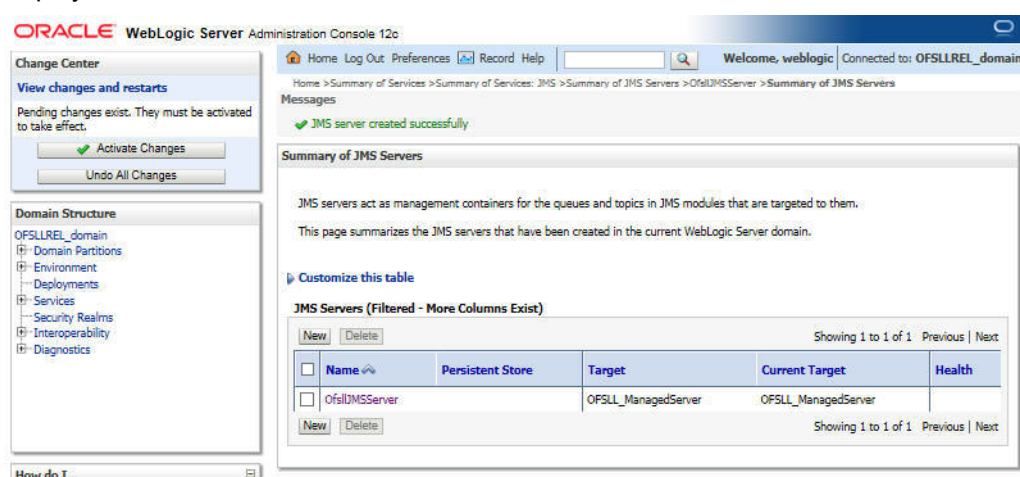 ORACLE WebLogic Server Administration Console 12c
Change Center
View changes and restarts
Pending changes exist. They must be activated
to take effect.
Activate Changes
Undo All Changes
Domain Structure
OFSLLREL_domain
Domain Partitions
Environment
Deployments
Services
Security Realms
Interoperability
Diagnostics
How do I...
Home Log Out Preferences Record Help
Welcome, weblogic Connected to: OFSLLREL_domain
Home >Summary of Services >Summary of Services: JMS >Summary of JMS Servers >OfsllJMSServer >Summary of JMS Servers
Messages
JMS server created successfully
Summary of JMS Servers
JMS servers act as management containers for the queues and topics in JMS modules that are targeted to them.
This page summarizes the JMS servers that have been created in the current WebLogic Server domain.
Customize this table
JMS Servers (Filtered - More Columns Exist)
New Delete Showing 1 to 1 of 1 Previous | Next
Name Persistent Store Target Current Target Health
OfsllJMSServer OFSLL_ManagedServer OFSLL_ManagedServer
New Delete Showing 1 to 1 of 1 Previous | Next